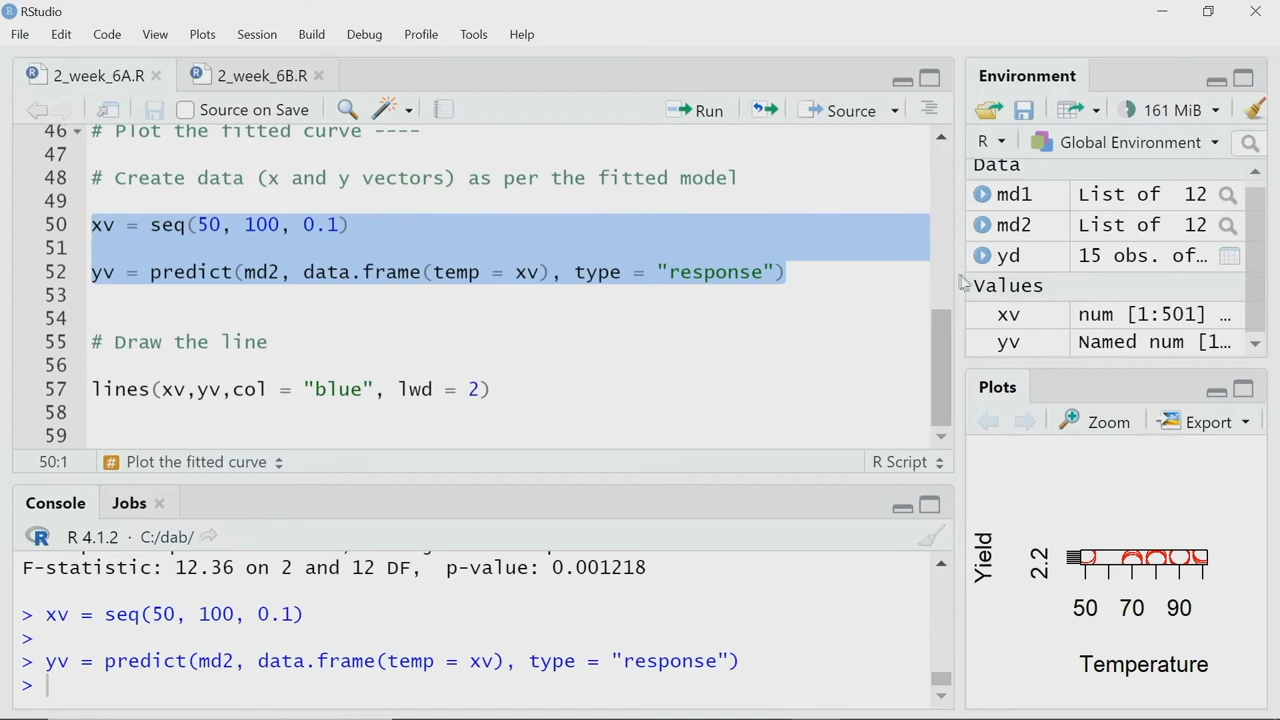 RStudio
File Edit Code View Plots Session Build Debug Profile Tools Help
2_week_6A.R 2_week_6B.R
Source on Save Run Source
46 # Plot the fitted curve ----
47
48 # Create data (x and y vectors) as per the fitted model
49
50 xv = seq(50, 100, 0.1)
51
52 yv = predict(md2, data.frame(temp = xv), type = "response")
53
54
55 # Draw the line
56
57 lines(xv,yv,col = "blue", lwd = 2)
58
59
50:1 # Plot the fitted curve R Script
Console Jobs
R 4.1.2 · C:/dab/
F-statistic: 12.36 on 2 and 12 DF,  p-value: 0.001218
> xv = seq(50, 100, 0.1)
>
> yv = predict(md2, data.frame(temp = xv), type = "response")
>
Environment
161 MiB
R Global Environment
Data
md1 List of 12
md2 List of 12
yd 15 obs. of…
Values
xv num [1:501] …
yv Named num [1…
Plots
Zoom Export
Yield
2.2
50 70 90
Temperature